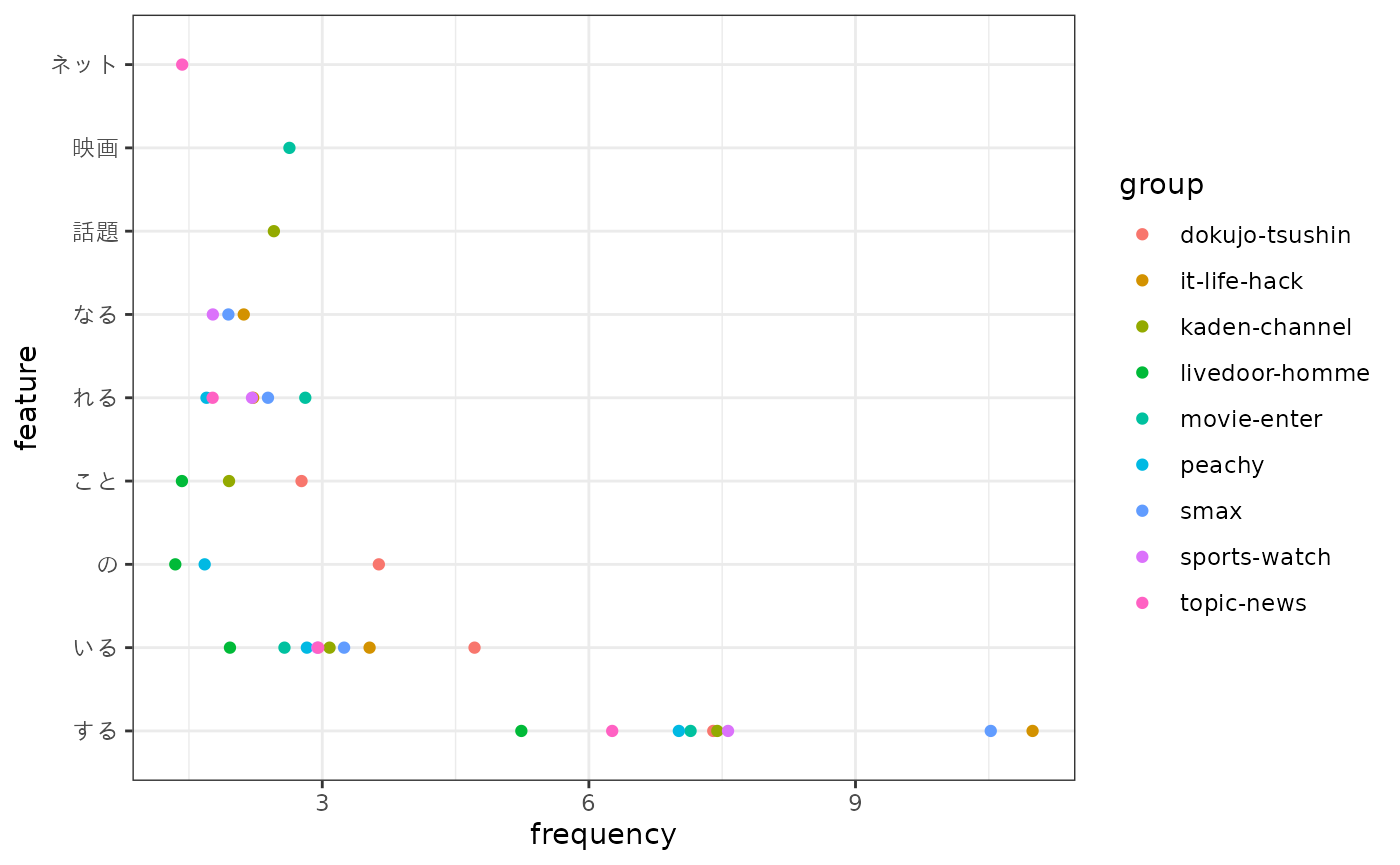 feature
ネット
映画
話題
なる
れる
こと
の
いる
する
3
6
9
frequency
group
dokujo-tsushin
it-life-hack
kaden-channel
livedoor-homme
movie-enter
peachy
smax
sports-watch
topic-news